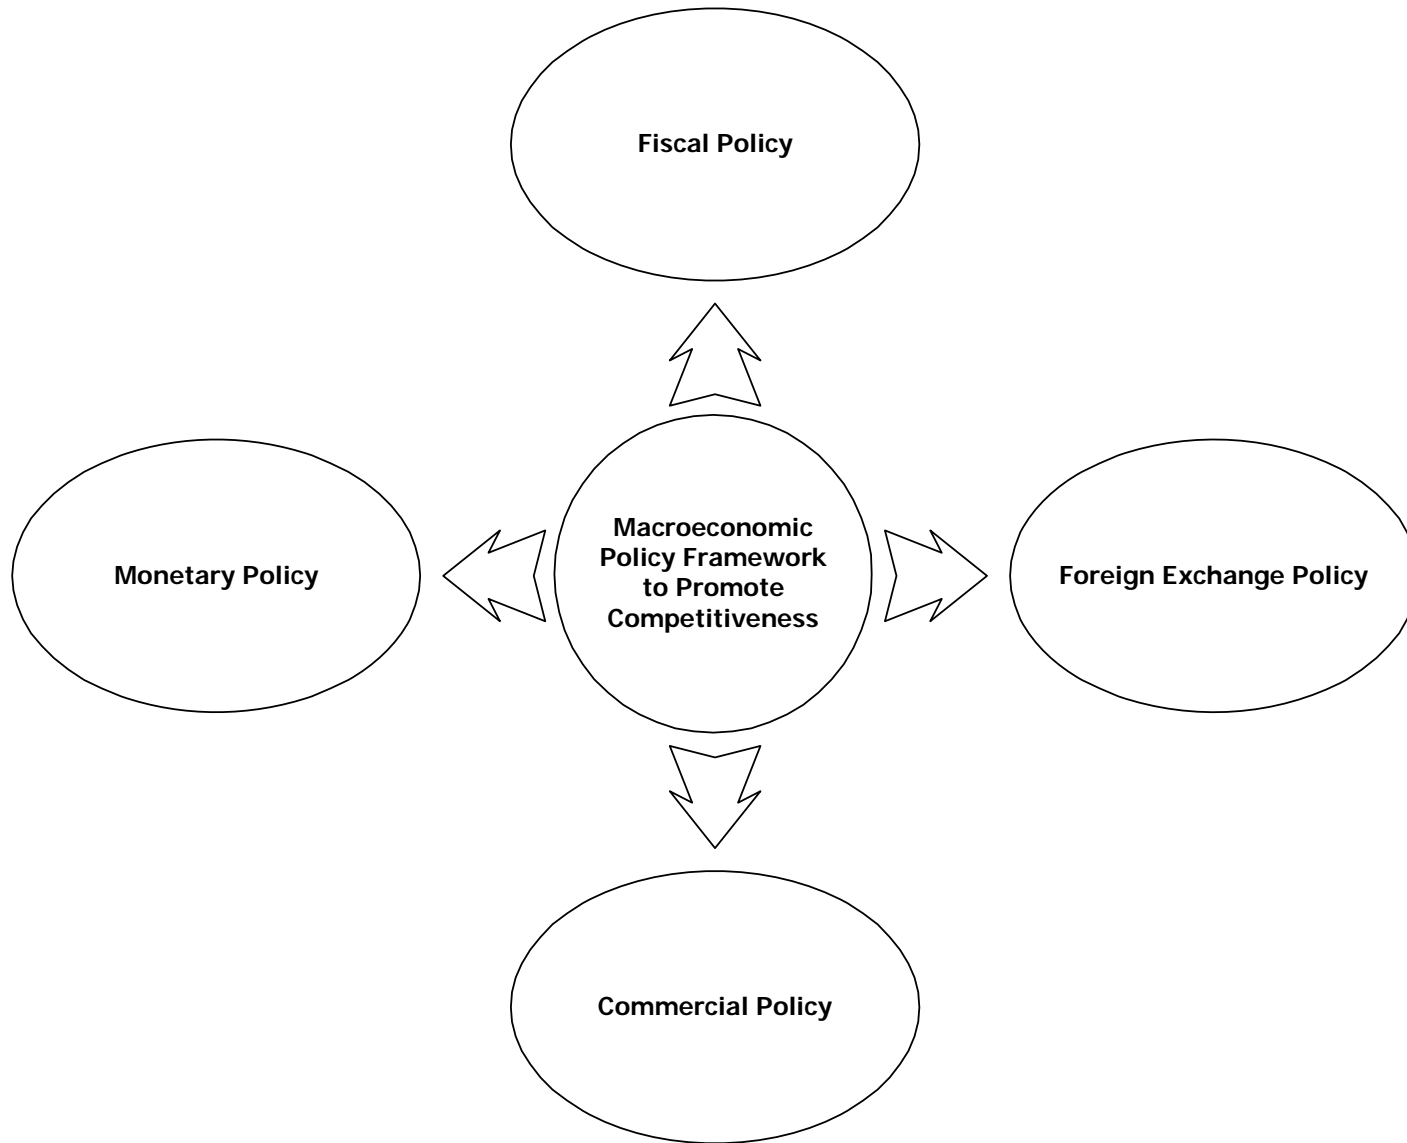 Fiscal Policy
Macroeconomic
Policy Framework
to Promote
Competitiveness
Monetary Policy
Foreign Exchange Policy
Commercial Policy